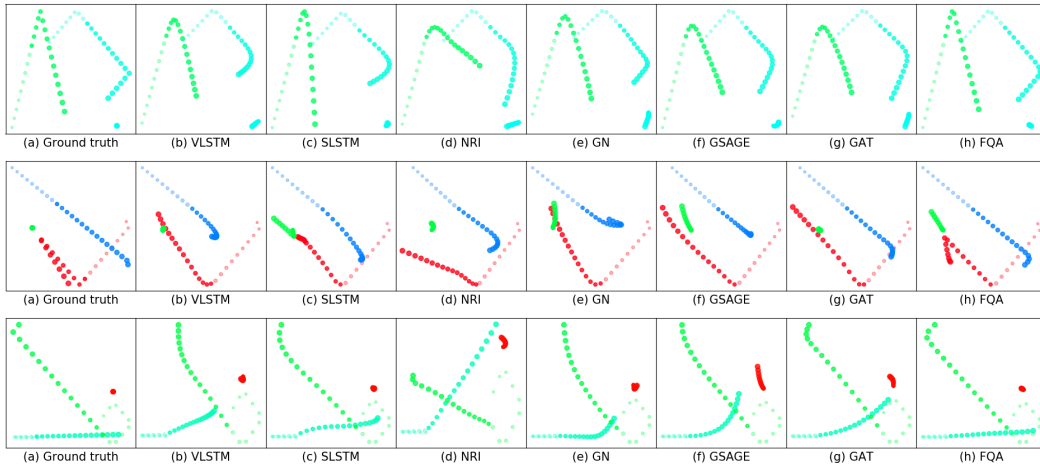 (a) Ground truth (b) VLSTM (c) SLSTM (d) NRI (e) GN (f) GSAGE (g) GAT (h) FQA
(a) Ground truth (b) VLSTM (c) SLSTM (d) NRI (e) GN (f) GSAGE (g) GAT (h) FQA
(a) Ground truth (b) VLSTM (c) SLSTM (d) NRI (e) GN (f) GSAGE (g) GAT (h) FQA